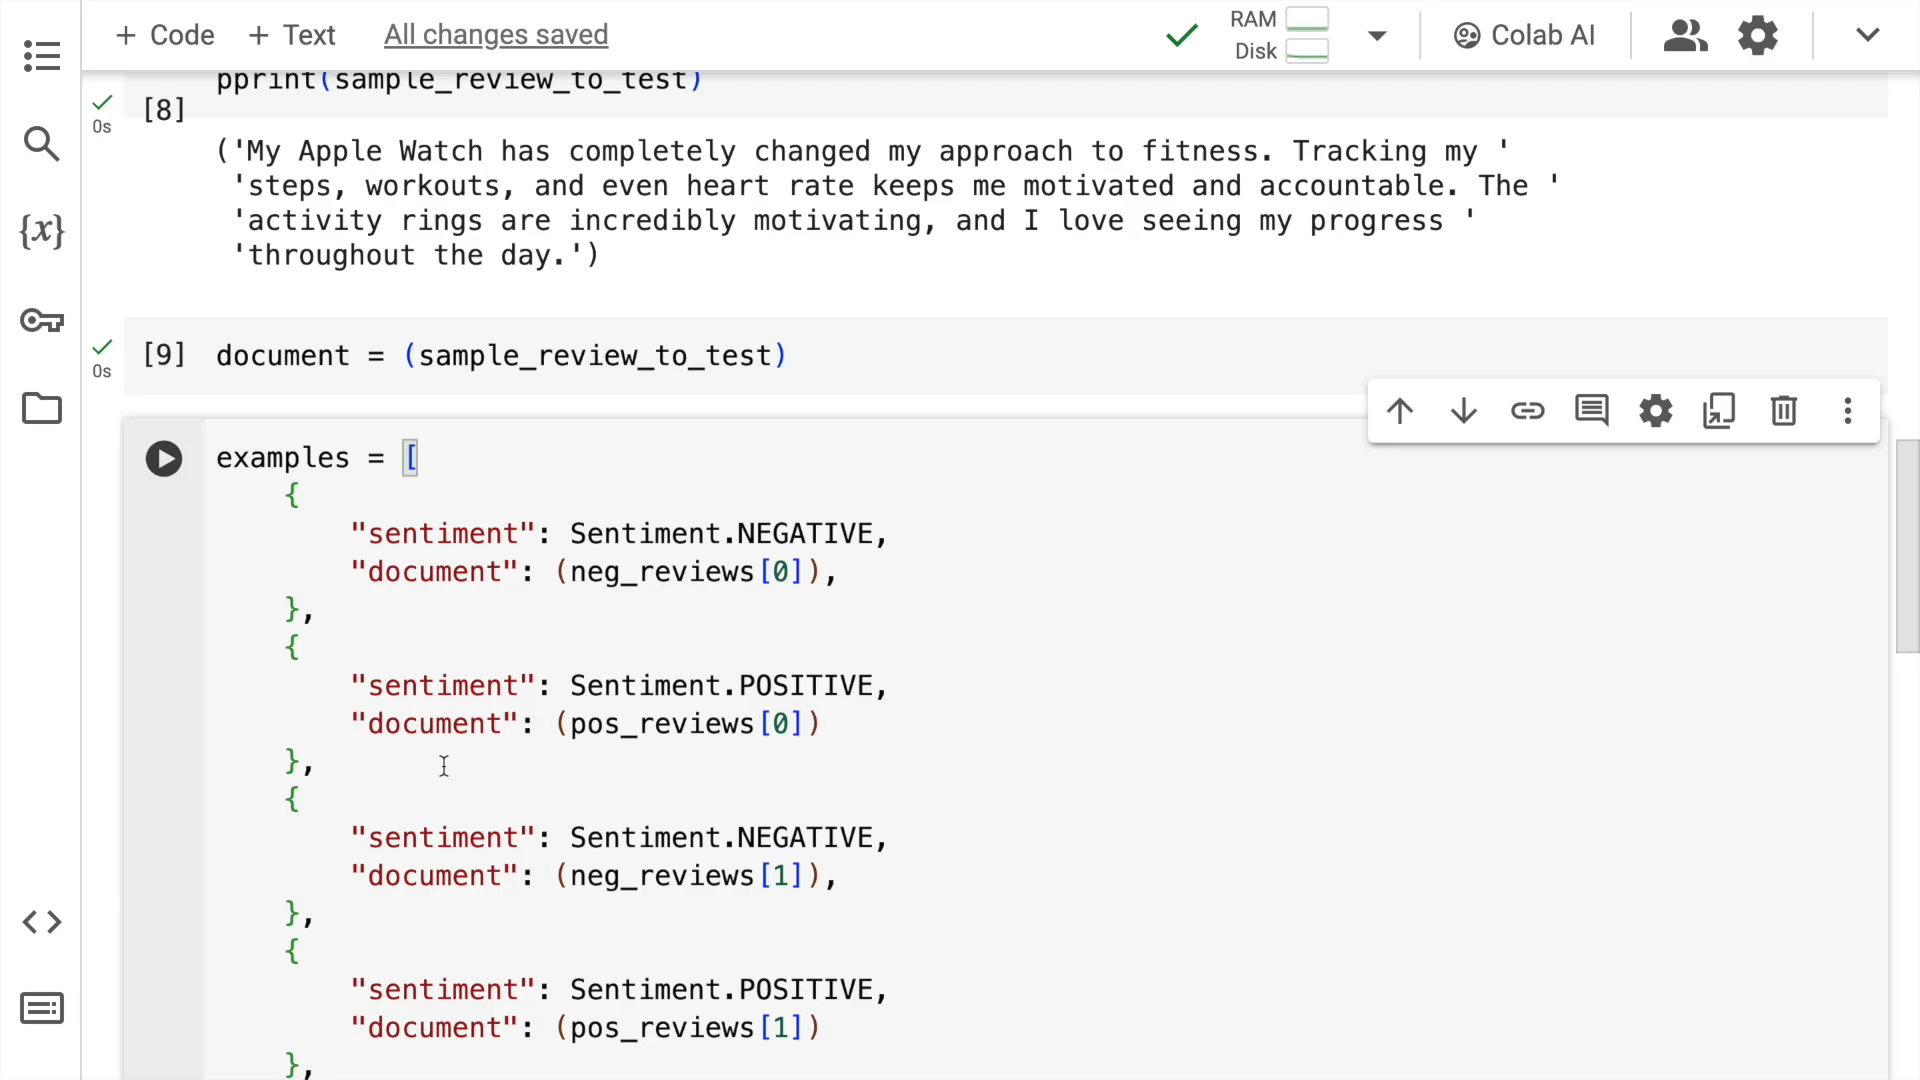 + Code + Text All changes saved RAM Disk Colab AI
pprint(sample_review_to_test)
0s [8]
('My Apple Watch has completely changed my approach to fitness. Tracking my '
'steps, workouts, and even heart rate keeps me motivated and accountable. The '
'activity rings are incredibly motivating, and I love seeing my progress '
'throughout the day.')
{x}
0s [9] document = (sample_review_to_test)
examples = [
{
"sentiment": Sentiment.NEGATIVE,
"document": (neg_reviews[0]),
},
{
"sentiment": Sentiment.POSITIVE,
"document": (pos_reviews[0])
},
{
"sentiment": Sentiment.NEGATIVE,
"document": (neg_reviews[1]),
},
{
"sentiment": Sentiment.POSITIVE,
"document": (pos_reviews[1])
},